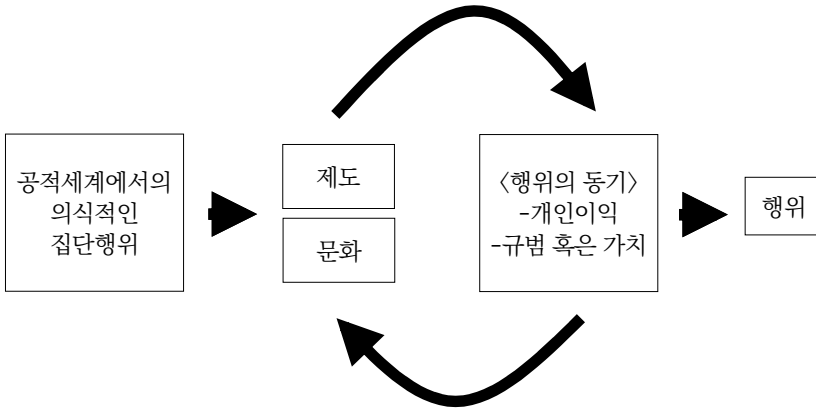 공적세계에서의
의식적인
집단행위
제도
문화
〈행위의 동기〉
-개인이익
-규범 혹은 가치
행위